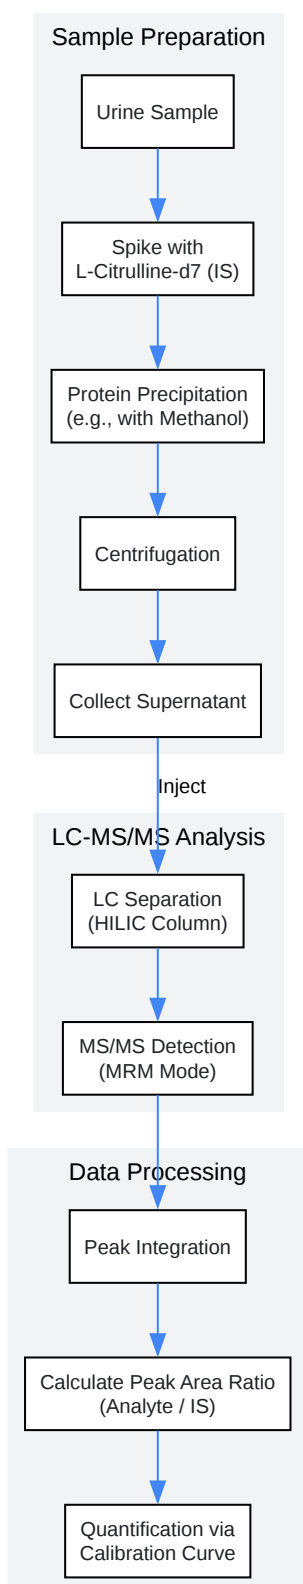 Sample Preparation
Urine Sample
Spike with
L-Citrulline-d7 (IS)
Protein Precipitation
(e.g., with Methanol)
Centrifugation
Collect Supernatant
Inject
LC-MS/MS Analysis
LC Separation
(HILIC Column)
MS/MS Detection
(MRM Mode)
Data Processing
Peak Integration
Calculate Peak Area Ratio
(Analyte / IS)
Quantification via
Calibration Curve